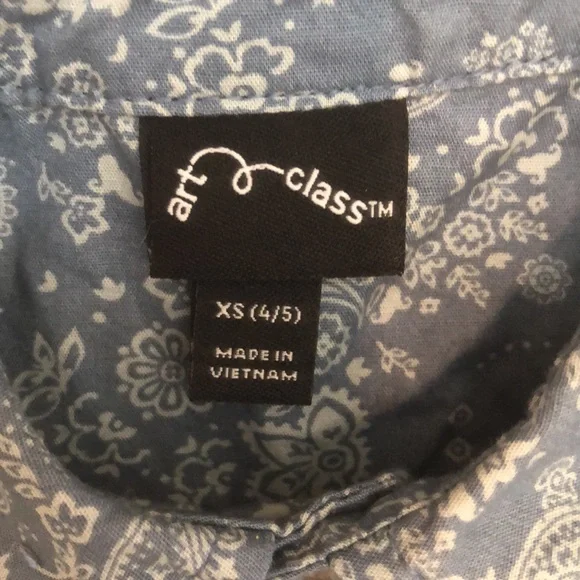 art class™
XS (4/5)
MADE IN
VIETNAM